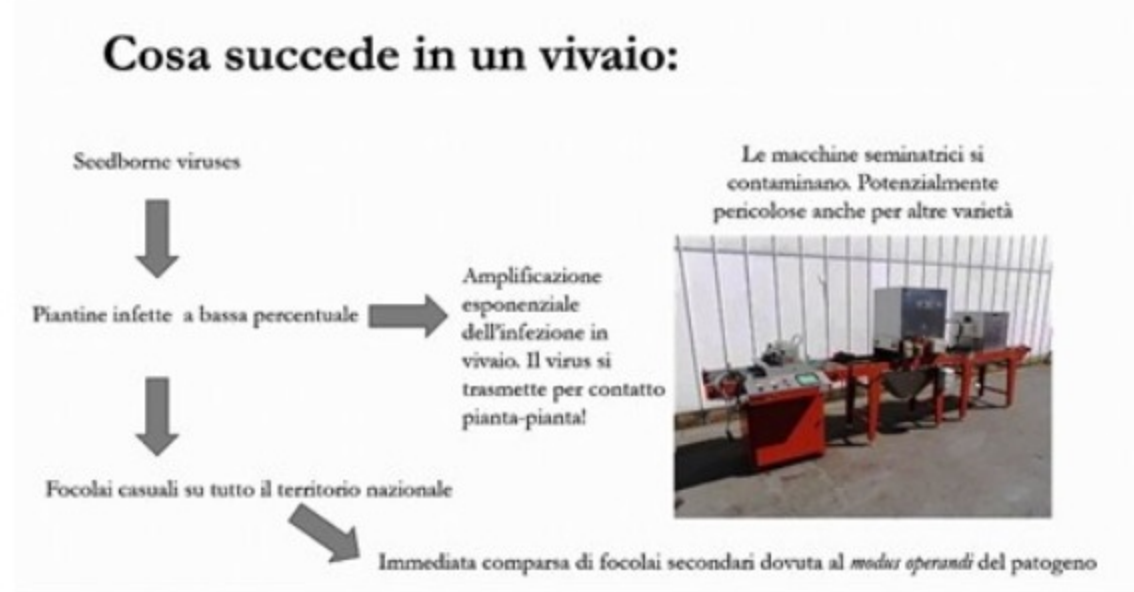 Cosa succede in un vivaio:
Seedborne viruses
Piantine infette a bassa percentuale
Amplificazione
esponenziale
dell'infezione in
vivaio. Il virus si
trasmette per contatto
pianta-pianta!
Le macchine seminatrici si
contaminano. Potenzialmente
pericolose anche per altre varietà
Focolai casuali su tutto il territorio nazionale
Immediata comparsa di focolai secondari dovuta al modus operandi del patogeno